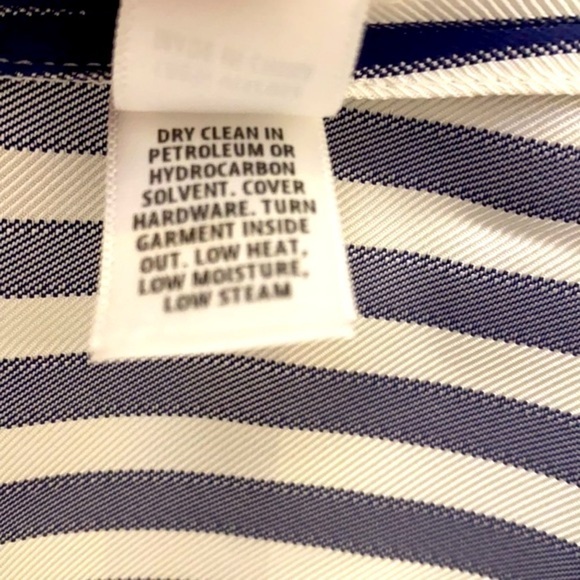 DRY CLEAN IN
PETROLEUM OR
HYDROCARBON
SOLVENT. COVER
HARDWARE. TURN
GARMENT INSIDE
OUT. LOW HEAT,
LOW MOISTURE,
LOW STEAM